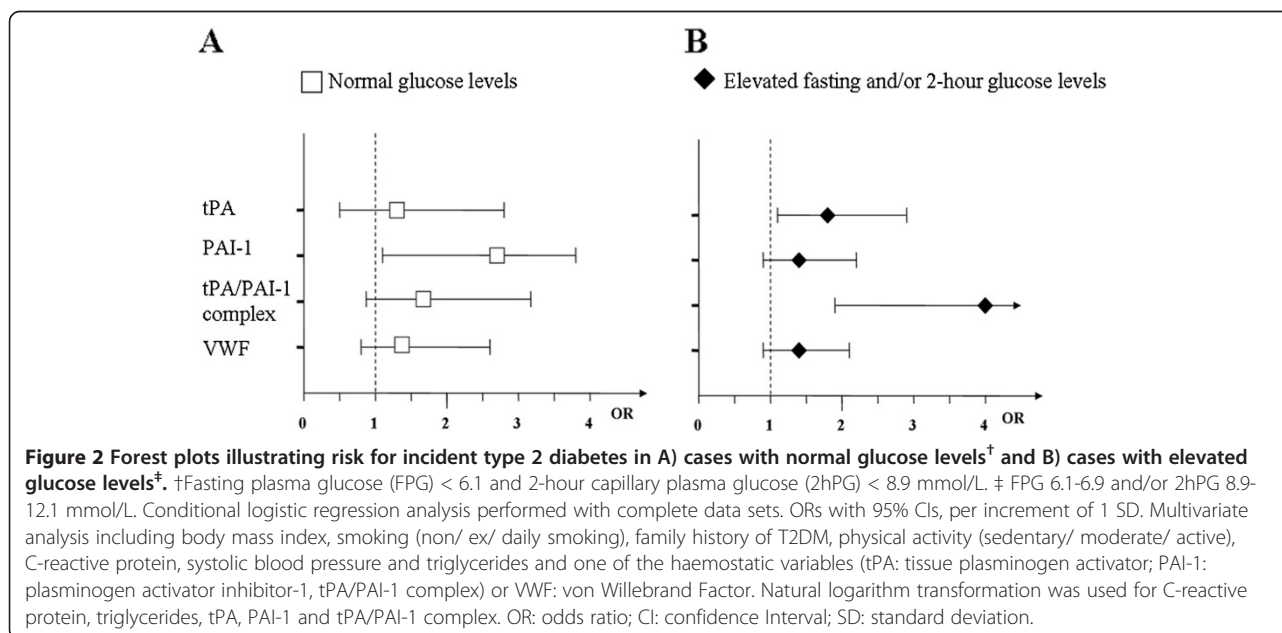 A
B
Normal glucose levels
Elevated fasting and/or 2-hour glucose levels
tPA
PAI-1
tPA/PAI-1
complex
VWF
0 1 2 3 4 OR
0 1 2 3 4 OR
Figure 2 Forest plots illustrating risk for incident type 2 diabetes in A) cases with normal glucose levels† and B) cases with elevated
glucose levels‡. †Fasting plasma glucose (FPG) < 6.1 and 2-hour capillary plasma glucose (2hPG) < 8.9 mmol/L. ‡ FPG 6.1-6.9 and/or 2hPG 8.9-
12.1 mmol/L. Conditional logistic regression analysis performed with complete data sets. ORs with 95% CIs, per increment of 1 SD. Multivariate
analysis including body mass index, smoking (non/ ex/ daily smoking), family history of T2DM, physical activity (sedentary/ moderate/ active),
C-reactive protein, systolic blood pressure and triglycerides and one of the haemostatic variables (tPA: tissue plasminogen activator; PAI-1:
plasminogen activator inhibitor-1, tPA/PAI-1 complex) or VWF: von Willebrand Factor. Natural logarithm transformation was used for C-reactive
protein, triglycerides, tPA, PAI-1 and tPA/PAI-1 complex. OR: odds ratio; CI: confidence Interval; SD: standard deviation.